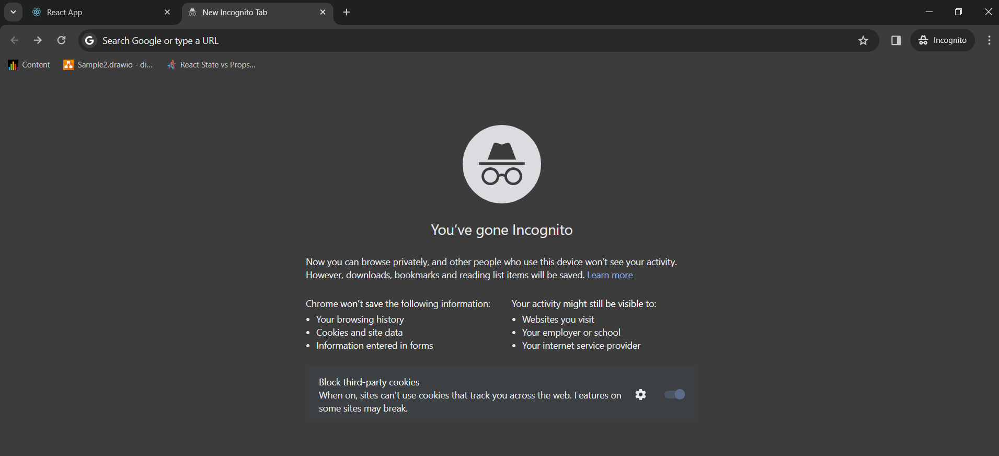 React App
New Incognito Tab
Search Google or type a URL
Incognito
Content
Sample2.drawio - di...
React State vs Props...
You've gone Incognito
Now you can browse privately, and other people who use this device won't see your activity.
However, downloads, bookmarks and reading list items will be saved. Learn more
Chrome won't save the following information:
Your browsing history
Cookies and site data
Information entered in forms
Your activity might still be visible to:
Websites you visit
Your employer or school
Your internet service provider
Block third-party cookies
When on, sites can't use cookies that track you across the web. Features on
some sites may break.